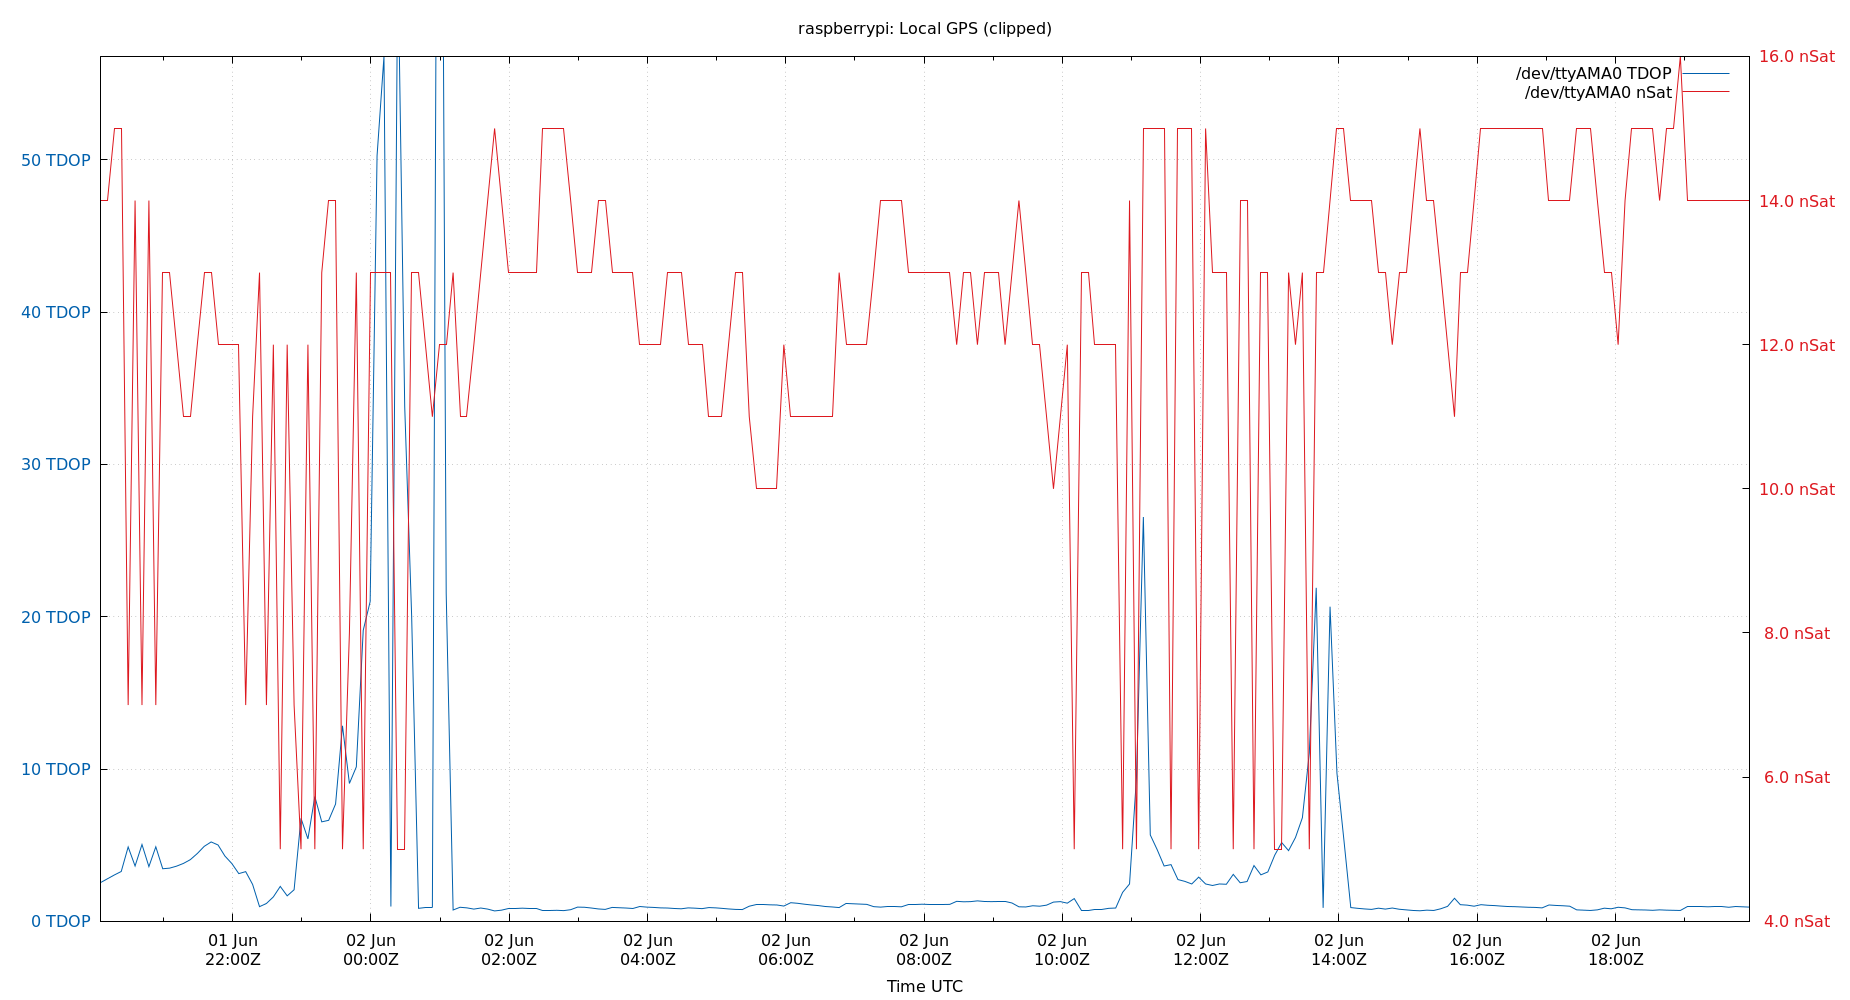 raspberrypi: Local GPS (clipped)
/dev/ttyAMA0 TDOP
/dev/ttyAMA0 nSat
50 TDOP
40 TDOP
30 TDOP
20 TDOP
10 TDOP
0 TDOP
16.0 nSat
14.0 nSat
12.0 nSat
10.0 nSat
8.0 nSat
6.0 nSat
4.0 nSat
01 Jun
22:00Z
02 Jun
00:00Z
02 Jun
02:00Z
02 Jun
04:00Z
02 Jun
06:00Z
02 Jun
08:00Z
02 Jun
10:00Z
02 Jun
12:00Z
02 Jun
14:00Z
02 Jun
16:00Z
02 Jun
18:00Z
Time UTC